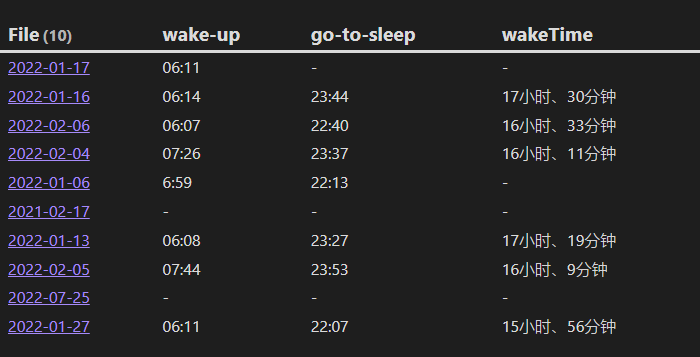 File (10) wake-up go-to-sleep wakeTime
2022-01-17 06:11 - -
2022-01-16 06:14 23:44 17小时、30分钟
2022-02-06 06:07 22:40 16小时、33分钟
2022-02-04 07:26 23:37 16小时、11分钟
2022-01-06 6:59 22:13 -
2021-02-17 - - -
2022-01-13 06:08 23:27 17小时、19分钟
2022-02-05 07:44 23:53 16小时、9分钟
2022-07-25 - - -
2022-01-27 06:11 22:07 15小时、56分钟